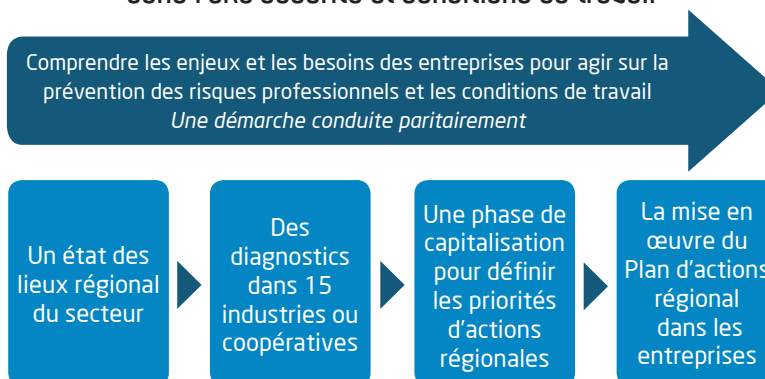 Comprendre les enjeux et les besoins des entreprises pour agir sur la
prévention des risques professionnels et les conditions de travail
Une démarche conduite paritairement
Un état des
lieux régional
du secteur
Des
diagnostics
dans 15
industries ou
coopératives
Une phase de
capitalisation
pour définir
les priorités
d'actions
régionales
La mise en
œuvre du
Plan d'actions
régional
dans les
entreprises